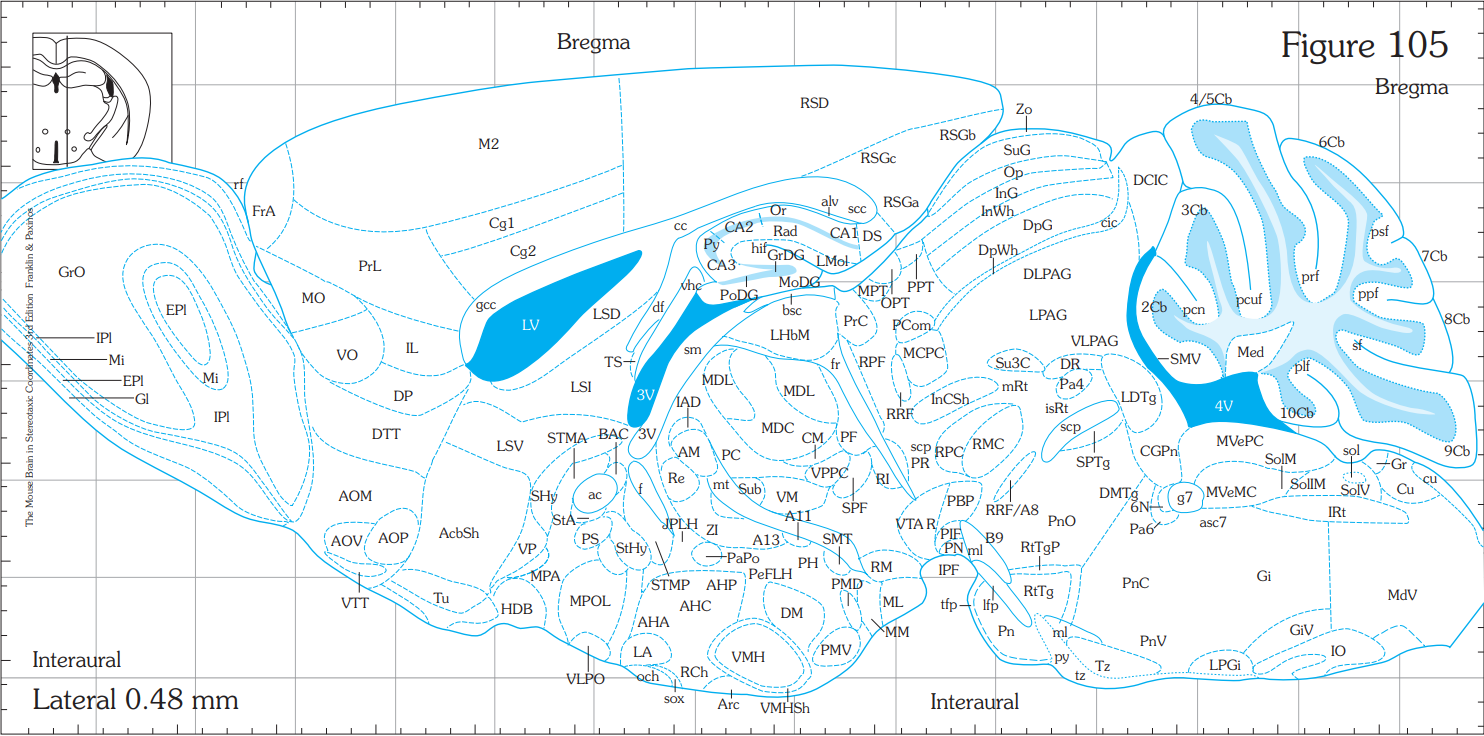 Bregma
Figure 105
Bregma
4/5Cb
RSD
Zo
RSGb
6Cb
M2
SuG
RSGc
Op
DCIC
rf
InG
RSGa
alv
scc
Or
InWh
3Cb
FrA
Cg1
cc
CA2
Rad
CA1
DS
DpG
cic
psf
Py
hif
GrDG
LMol
DpWh
Cg2
7Cb
GrO
PrL
CA3
DLPAG
prf
vhc
MoDG
MPT
PPT
PoDG
OPT
pcuf
ppf
MO
gcc
df
bsc
2Cb
pcn
EPl
LSD
LPAG
LV
PrC
PCom
8Cb
IPl
LHbM
VLPAG
sf
VO
IL
sm
MCPC
Med
Mi
TS
fr
RPF
Su3C
DR
SMV
plf
EPl
Mi
LSI
MDL
MDL
mRt
Pa4
Gl
DP
3V
IAD
InCSh
isRt
LDTg
4V
IPl
RRF
10Cb
DTT
STMA
BAC
3V
MDC
CM
PF
scp
RMC
scp
MVePC
LSV
AM
PC
PR
RPC
SPTg
CGPn
SolM
sol
9Cb
Re
VPPC
RI
Gr
mt
Sub
VM
SolIM
SolV
Cu
cu
AOM
SHy
ac
f
SPF
PBP
RRF/A8
DMTg
g7
MVeMC
6N
IRt
StA
JPLH
A11
VTAR
PnO
Pa6
asc7
AOV
AOP
AcbSh
PS
ZI
A13
SMT
PIF
B9
VP
StHy
PaPo
PN
ml
RtTgP
MPA
PH
RM
IPF
STMP
AHP
PeFLH
PMD
RtTg
PnC
Gi
VTT
Tu
HDB
MPOL
AHC
DM
ML
tfp
lfp
MdV
AHA
MM
Pn
ml
PnV
GiV
LA
VMH
PMV
py
Tz
LPGi
IO
Interaural
VLPO
och
RCh
tz
Lateral 0.48 mm
sox
Arc
VMHSh
Interaural
The Mouse Brain in Stereotaxic Coordinates 3rd Edition Franklin & Paxinos